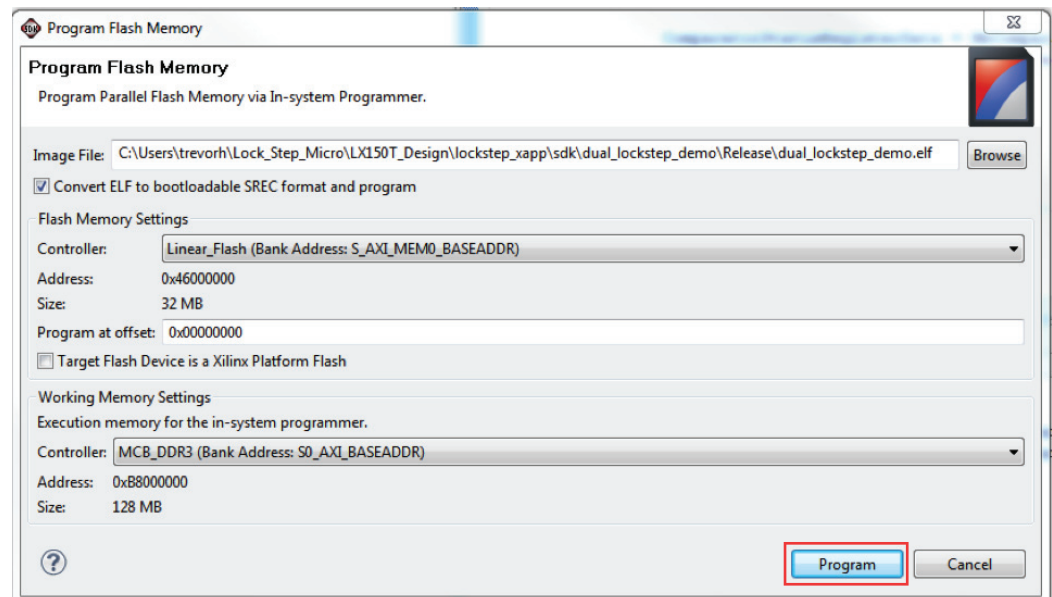 SDK Program Flash Memory
Program Flash Memory
Program Parallel Flash Memory via In-system Programmer.
Image File: C:\Users\trevorh\Lock_Step_Micro\LX150T_Design\lockstep_xapp\sdk\dual_lockstep_demo\Release\dual_lockstep_demo.elf Browse
Convert ELF to bootloadable SREC format and program
Flash Memory Settings
Controller: Linear_Flash (Bank Address: S_AXI_MEM0_BASEADDR)
Address: 0x46000000
Size: 32 MB
Program at offset: 0x00000000
Target Flash Device is a Xilinx Platform Flash
Working Memory Settings
Execution memory for the in-system programmer.
Controller: MCB_DDR3 (Bank Address: S0_AXI_BASEADDR)
Address: 0xB8000000
Size: 128 MB
? Program Cancel